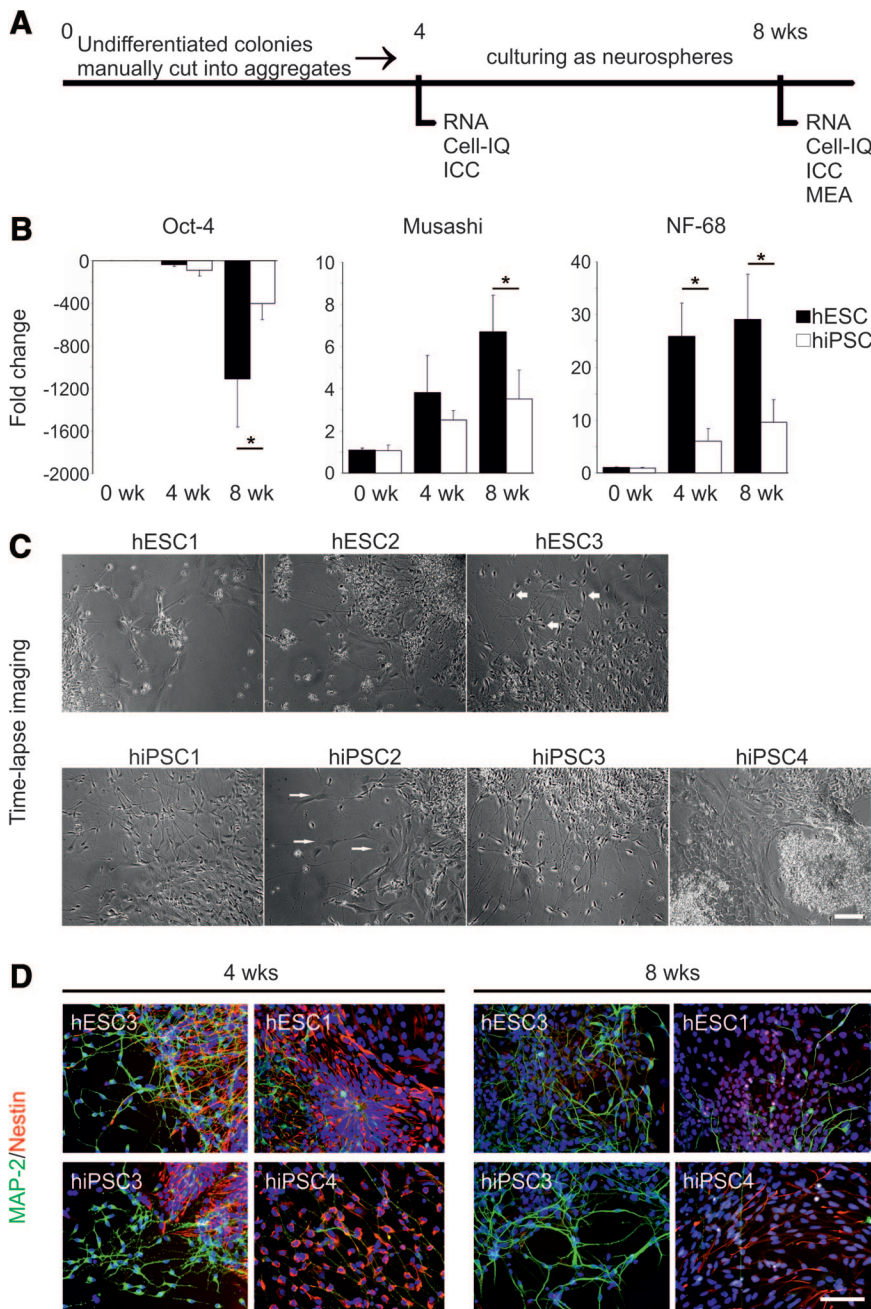 A
0
4
8 wks
Undifferentiated colonies
manually cut into aggregates
culturing as neurospheres
RNA
Cell-IQ
ICC
RNA
Cell-IQ
ICC
MEA
B
Oct-4
Musashi
NF-68
Fold change
0
-400
-800
-1200
-1600
-2000
*
0 wk 4 wk 8 wk
10
8
6
4
2
0
*
0 wk 4 wk 8 wk
40
30
20
10
0
* *
0 wk 4 wk 8 wk
hESC
hiPSC
C
Time-lapse imaging
hESC1 hESC2 hESC3
hiPSC1 hiPSC2 hiPSC3 hiPSC4
D
4 wks 8 wks
MAP-2/Nestin
hESC3 hESC1 hESC3 hESC1
hiPSC3 hiPSC4 hiPSC3 hiPSC4